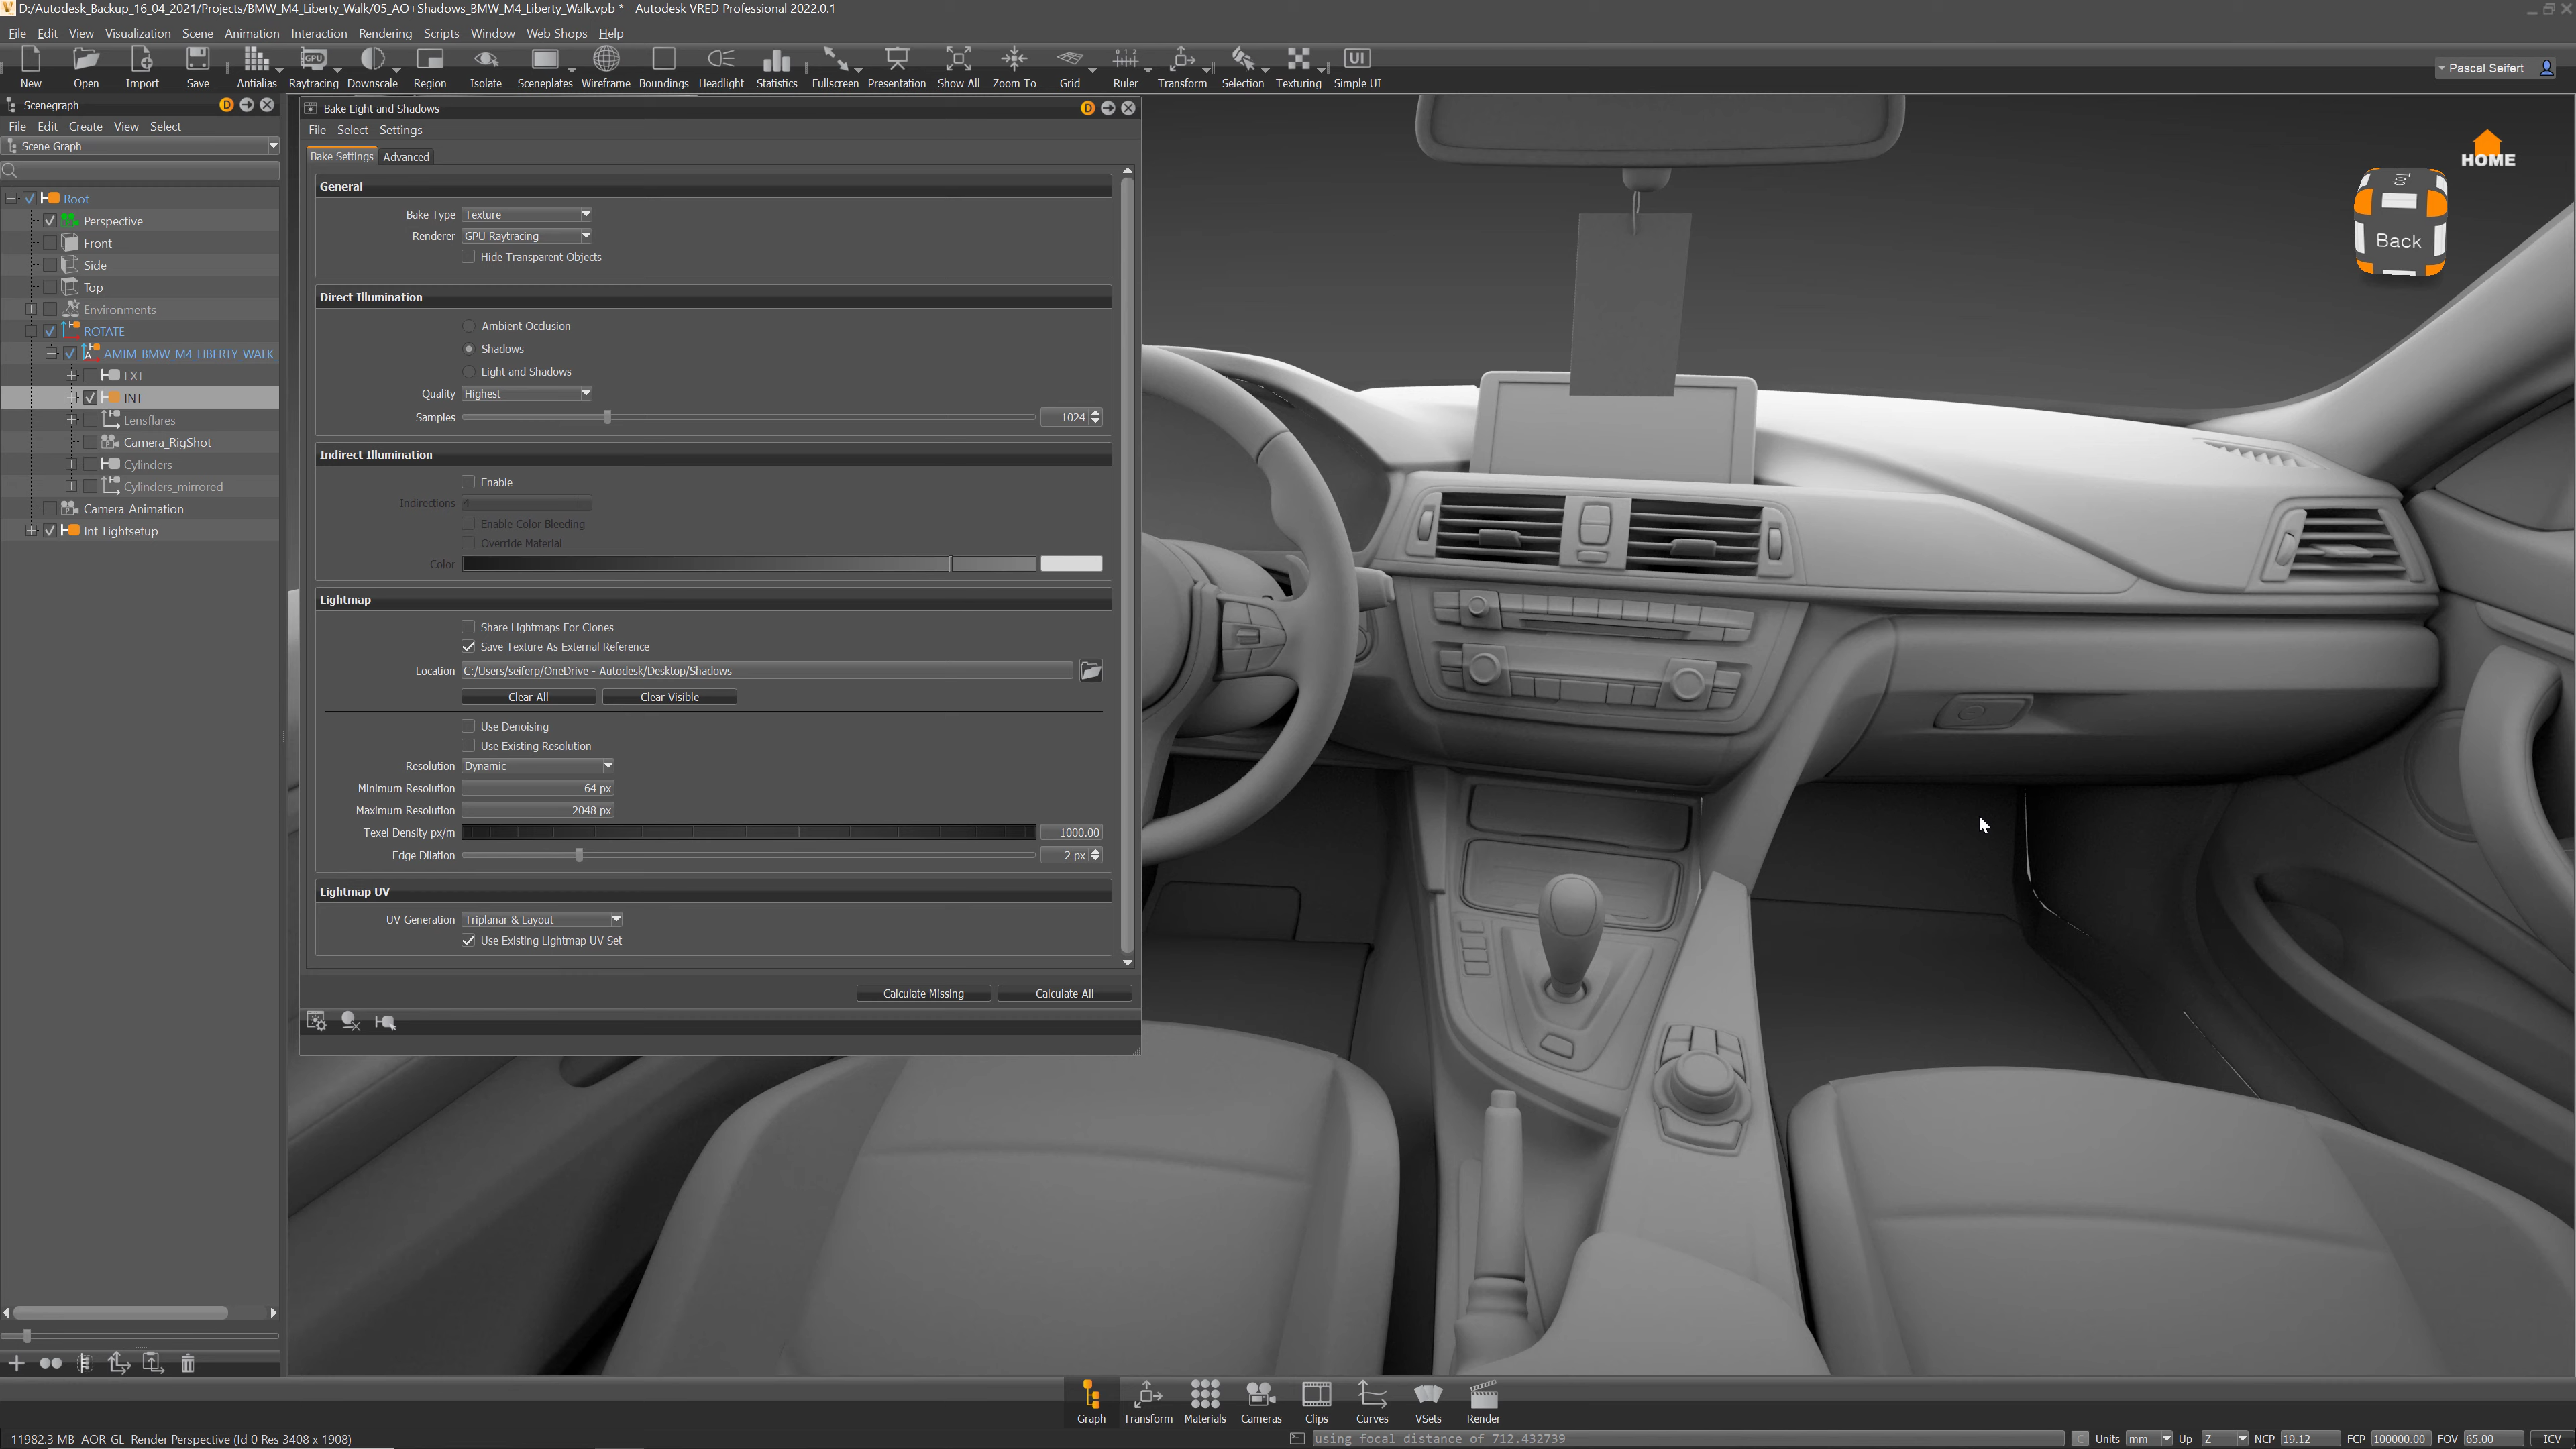 D:/Autodesk_Backup_16_04_2021/Projects/BMW_M4_Liberty_Walk/05_AO+Shadows_BMW_M4_Liberty_Walk.vpb * - Autodesk VRED Professional 2022.0.1
File Edit View Visualization Scene Animation Interaction Rendering Scripts Window Web Shops Help
GPU 0 1 2 UI
New Open Import Save Antialias Raytracing Downscale Region Isolate Sceneplates Wireframe Boundings Headlight Statistics Fullscreen Presentation Show All Zoom To Grid Ruler Transform Selection Texturing Simple UI
Pascal Seifert
Scenegraph D
File Edit Create View Select
Scene Graph
Root
Perspective
Front
Side
Top
Environments
ROTATE
AMIM_BMW_M4_LIBERTY_WALK_
EXT
INT
Lensflares
Camera_RigShot
Cylinders
Cylinders_mirrored
Camera_Animation
Int_Lightsetup
Bake Light and Shadows D
File Select Settings
Bake Settings Advanced
General
Bake Type Texture
Renderer GPU Raytracing
Hide Transparent Objects
Direct Illumination
Ambient Occlusion
Shadows
Light and Shadows
Quality Highest
Samples 1024
Indirect Illumination
Enable
Indirections 4
Enable Color Bleeding
Override Material
Color
Lightmap
Share Lightmaps For Clones
Save Texture As External Reference
Location C:/Users/seiferp/OneDrive - Autodesk/Desktop/Shadows
Clear All Clear Visible
Use Denoising
Use Existing Resolution
Resolution Dynamic
Minimum Resolution 64 px
Maximum Resolution 2048 px
Texel Density px/m 1000.00
Edge Dilation 2 px
Lightmap UV
UV Generation Triplanar & Layout
Use Existing Lightmap UV Set
Calculate Missing Calculate All
HOME
Top
Back
Graph Transform Materials Cameras Clips Curves VSets Render
11982.3 MB AOR-GL Render Perspective (Id 0 Res 3408 x 1908)
using focal distance of 712.432739
C Units mm Up Z NCP 19.12 FCP 100000.00 FOV 65.00 ICV